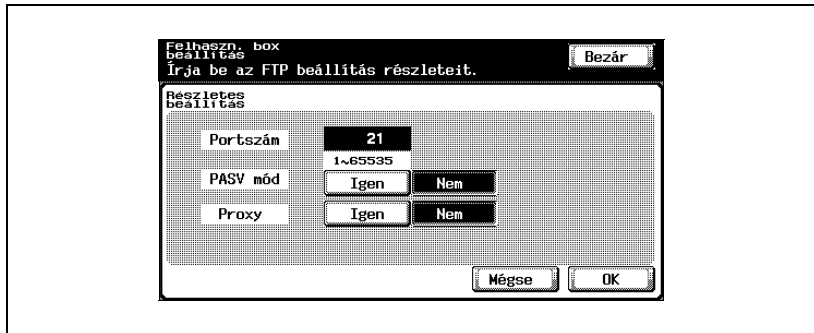 Felhaszn. box
beállítás
Írja be az FTP beállítás részleteit.
Bezár
Részletes
beállítás
Portszám 21
1~65535
PASV mód Igen Nem
Proxy Igen Nem
Mégse OK